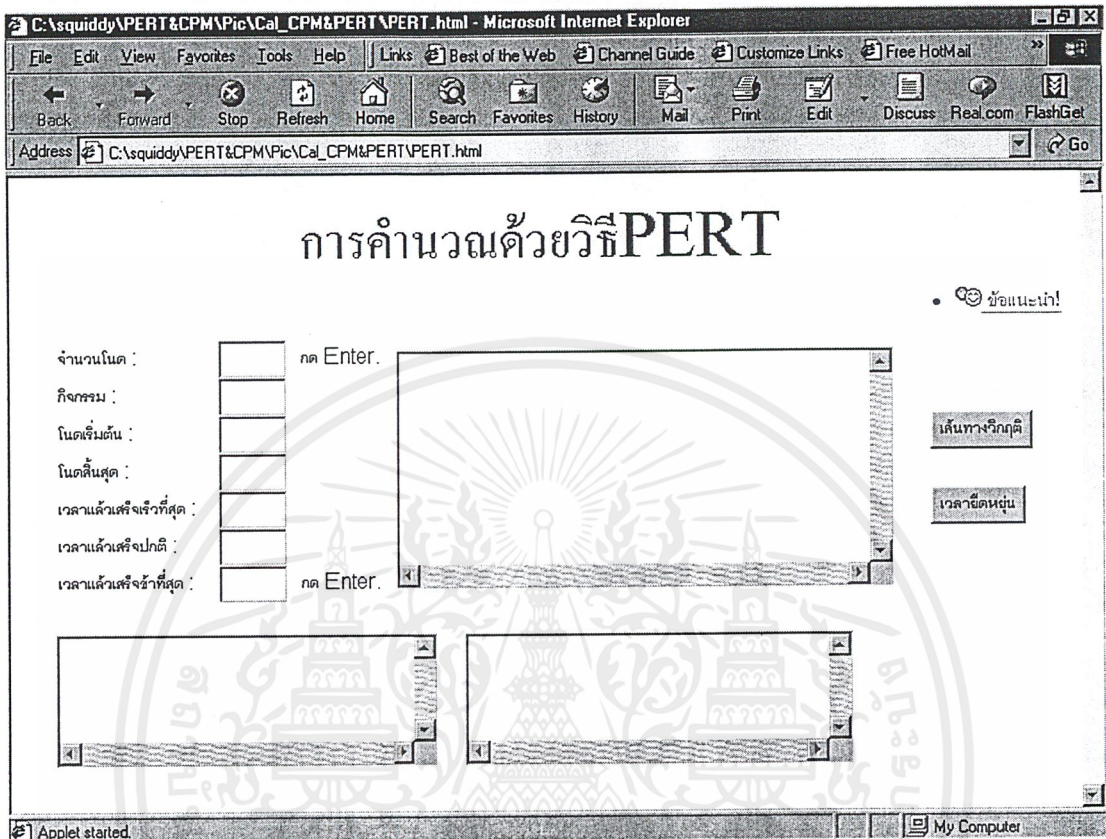 C:\squiddy\PERT&CPM\Pic\Cal_CPM&PERT\PERT.html - Microsoft Internet Explorer
File Edit View Favorites Tools Help Links Best of the Web Channel Guide Customize Links Free HotMail »
Back Forward Stop Refresh Home Search Favorites History Mail Print Edit Discuss Real.com FlashGet
Address C:\squiddy\PERT&CPM\Pic\Cal_CPM&PERT\PERT.html Go
การคำนวณด้วยวิธีPERT
ข้อแนะนำ!
จำนวนโนด : กด Enter.
กิจกรรม :
โนดเริ่มต้น :
เส้นทางวิกฤติ
โนดสิ้นสุด :
เวลาแล้วเสร็จเร็วที่สุด :
เวลายืดหยุ่น
เวลาแล้วเสร็จปกติ :
เวลาแล้วเสร็จช้าที่สุด : กด Enter.
Applet started. My Computer